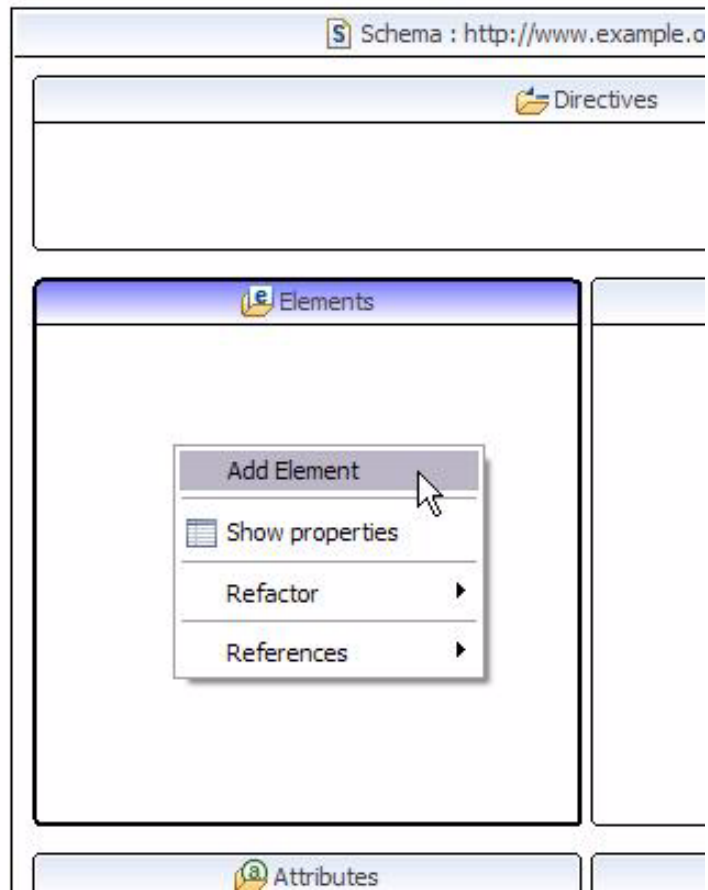 Schema : http://www.example.o
Directives
Elements
Add Element
Show properties
Refactor
References
Attributes